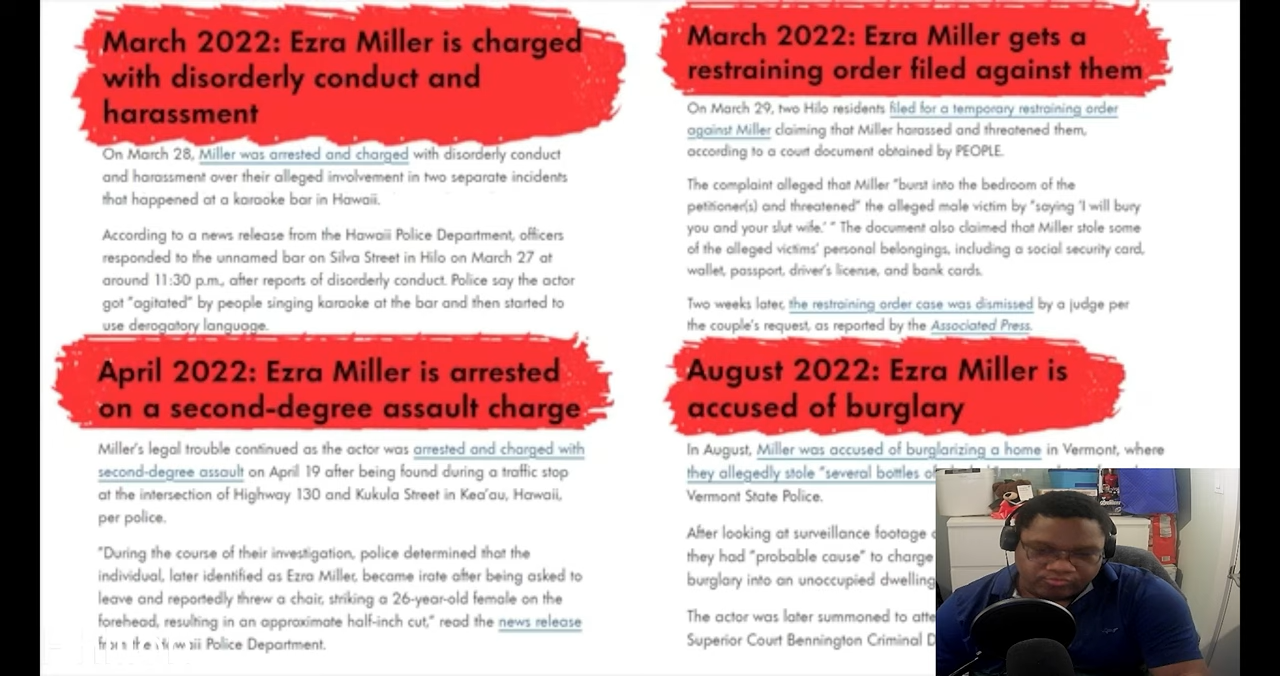 March 2022: Ezra Miller is charged
with disorderly conduct and
harassment
On March 28, Miller was arrested and charged with disorderly conduct
and harassment over their alleged involvement in two separate incidents
that happened at a karaoke bar in Hawaii.
According to a news release from the Hawaii Police Department, officers
responded to the unnamed bar on Silva Street in Hilo on March 27 at
around 11:30 p.m., after reports of disorderly conduct. Police say the actor
got "agitated" by people singing karaoke at the bar and then started to
use derogatory language.
April 2022: Ezra Miller is arrested
on a second-degree assault charge
Miller's legal trouble continued as the actor was arrested and charged with
second-degree assault on April 19 after being found during a traffic stop
at the intersection of Highway 130 and Kukula Street in Kea'au, Hawaii,
per police.
"During the course of their investigation, police determined that the
individual, later identified as Ezra Miller, became irate after being asked to
leave and reportedly threw a chair, striking a 26-year-old female on the
forehead, resulting in an approximate half-inch cut," read the news release
from the Hawaii Police Department.
March 2022: Ezra Miller gets a
restraining order filed against them
On March 29, two Hilo residents filed for a temporary restraining order
against Miller claiming that Miller harassed and threatened them,
according to a court document obtained by PEOPLE.
The complaint alleged that Miller "burst into the bedroom of the
petitioner(s) and threatened" the alleged male victim by "saying 'I will bury
you and your slut wife.' " The document also claimed that Miller stole some
of the alleged victims' personal belongings, including a social security card,
wallet, passport, driver's license, and bank cards.
Two weeks later, the restraining order case was dismissed by a judge per
the couple's request, as reported by the Associated Press.
August 2022: Ezra Miller is
accused of burglary
In August, Miller was accused of burglarizing a home in Vermont, where
they allegedly stole "several bottles of
Vermont State Police.
After looking at surveillance footage
they had "probable cause" to charge
burglary into an unoccupied dwelling
The actor was later summoned to
Superior Court Bennington Criminal